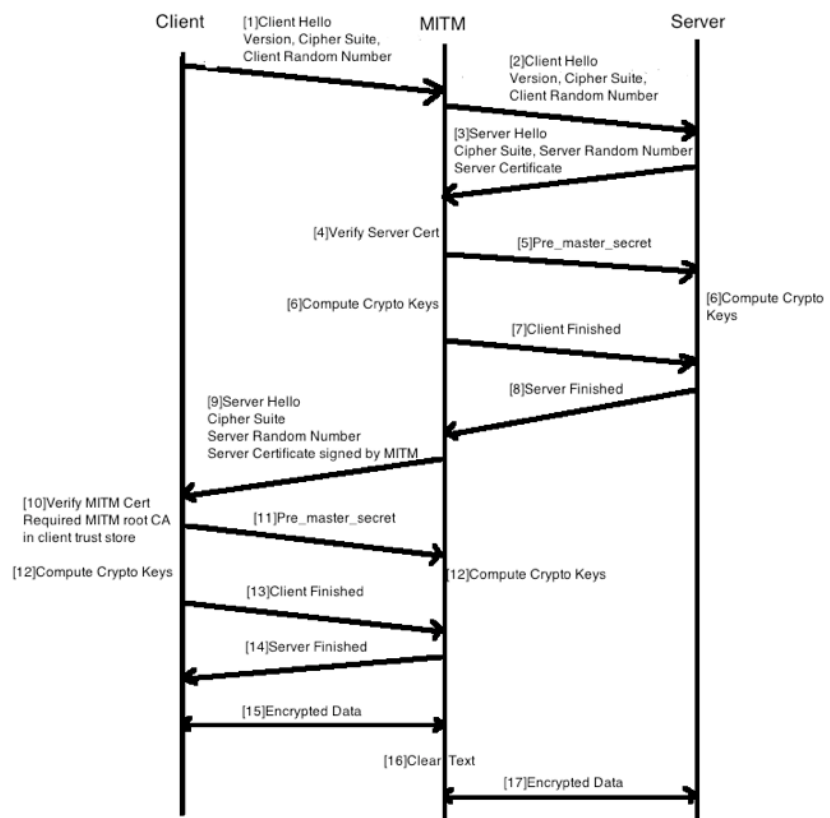 Client
MITM
Server
[1]Client Hello
Version, Cipher Suite,
Client Random Number
[2]Client Hello
Version, Cipher Suite,
Client Random Number
[3]Server Hello
Cipher Suite, Server Random Number
Server Certificate
[4]Verify Server Cert
[5]Pre_master_secret
[6]Compute Crypto Keys
[6]Compute Crypto
Keys
[7]Client Finished
[8]Server Finished
[9]Server Hello
Cipher Suite
Server Random Number
Server Certificate signed by MITM
[10]Verify MITM Cert
Required MITM root CA
in client trust store
[11]Pre_master_secret
[12]Compute Crypto Keys
[12]Compute Crypto Keys
[13]Client Finished
[14]Server Finished
[15]Encrypted Data
[16]Clear Text
[17]Encrypted Data